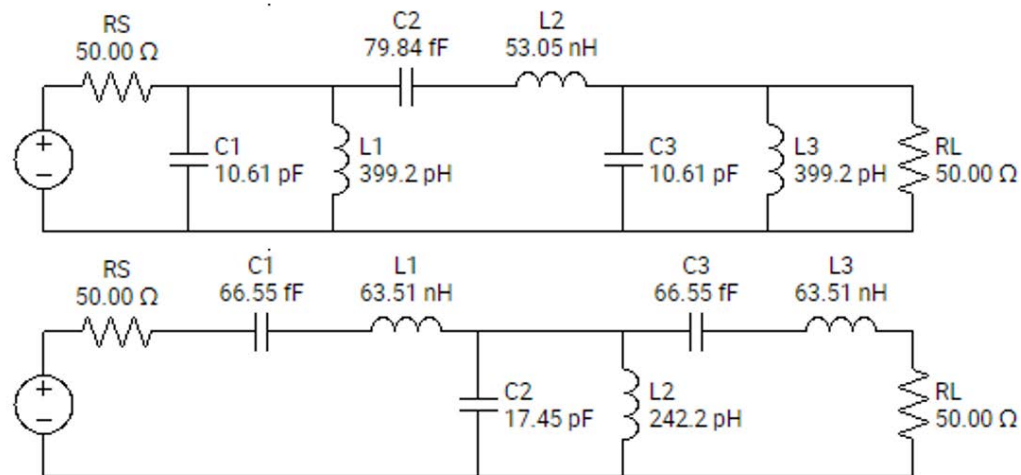 RS
50.00 Ω
C2
79.84 fF
L2
53.05 nH
+
−
C1
10.61 pF
L1
399.2 pH
C3
10.61 pF
L3
399.2 pH
RL
50.00 Ω
RS
50.00 Ω
C1
66.55 fF
L1
63.51 nH
C3
66.55 fF
L3
63.51 nH
+
−
C2
17.45 pF
L2
242.2 pH
RL
50.00 Ω